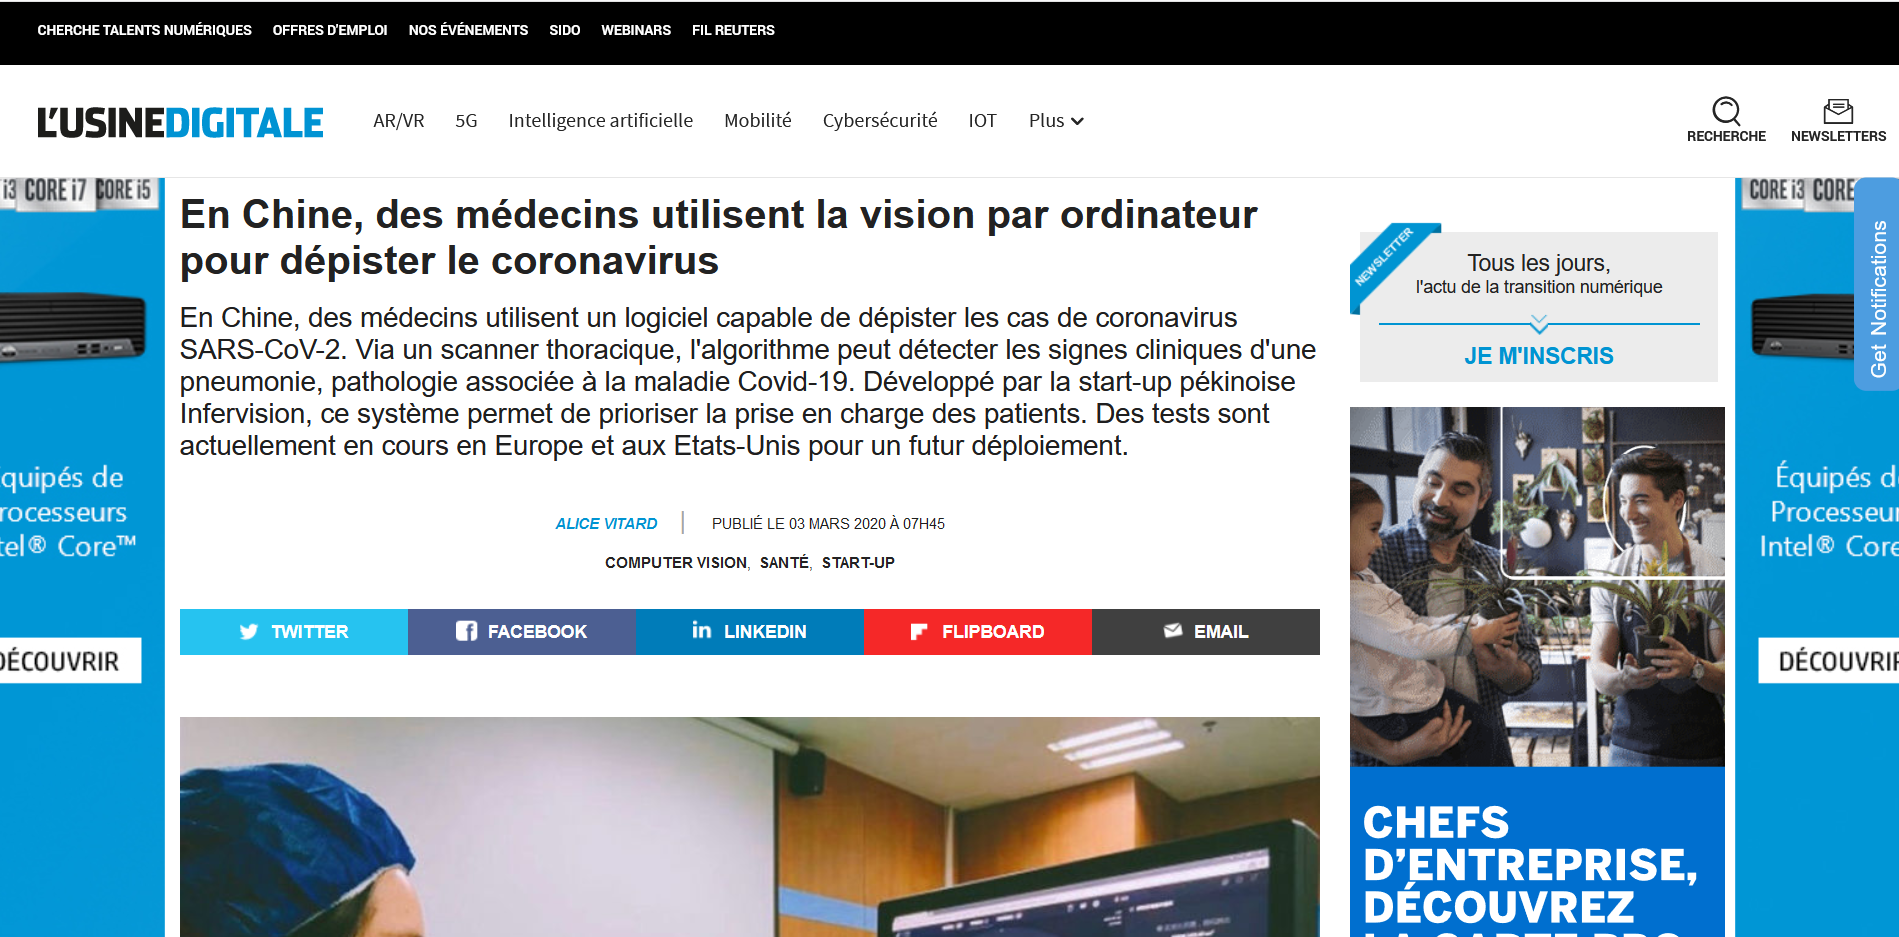 CHERCHE TALENTS NUMÉRIQUES OFFRES D'EMPLOI NOS ÉVÉNEMENTS SIDO WEBINARS FIL REUTERS
L'USINEDIGITALE AR/VR 5G Intelligence artificielle Mobilité Cybersécurité IOT Plus
RECHERCHE NEWSLETTERS
i3 CORE i7 CORE i5
En Chine, des médecins utilisent la vision par ordinateur
pour dépister le coronavirus
En Chine, des médecins utilisent un logiciel capable de dépister les cas de coronavirus
SARS-CoV-2. Via un scanner thoracique, l'algorithme peut détecter les signes cliniques d'une
pneumonie, pathologie associée à la maladie Covid-19. Développé par la start-up pékinoise
Infervision, ce système permet de prioriser la prise en charge des patients. Des tests sont
actuellement en cours en Europe et aux Etats-Unis pour un futur déploiement.
ALICE VITARD PUBLIÉ LE 03 MARS 2020 À 07H45
COMPUTER VISION, SANTÉ, START-UP
TWITTER FACEBOOK LINKEDIN FLIPBOARD EMAIL
quipés de
rocesseurs
tel® Core™
DÉCOUVRIR
NEWSLETTER
Tous les jours,
l'actu de la transition numérique
JE M'INSCRIS
CHEFS
D'ENTREPRISE,
DÉCOUVREZ
LA CARTE PRO
CORE i3 CORE
Get Notifications
Équipés d
Processeur
Intel® Core
DÉCOUVRIR